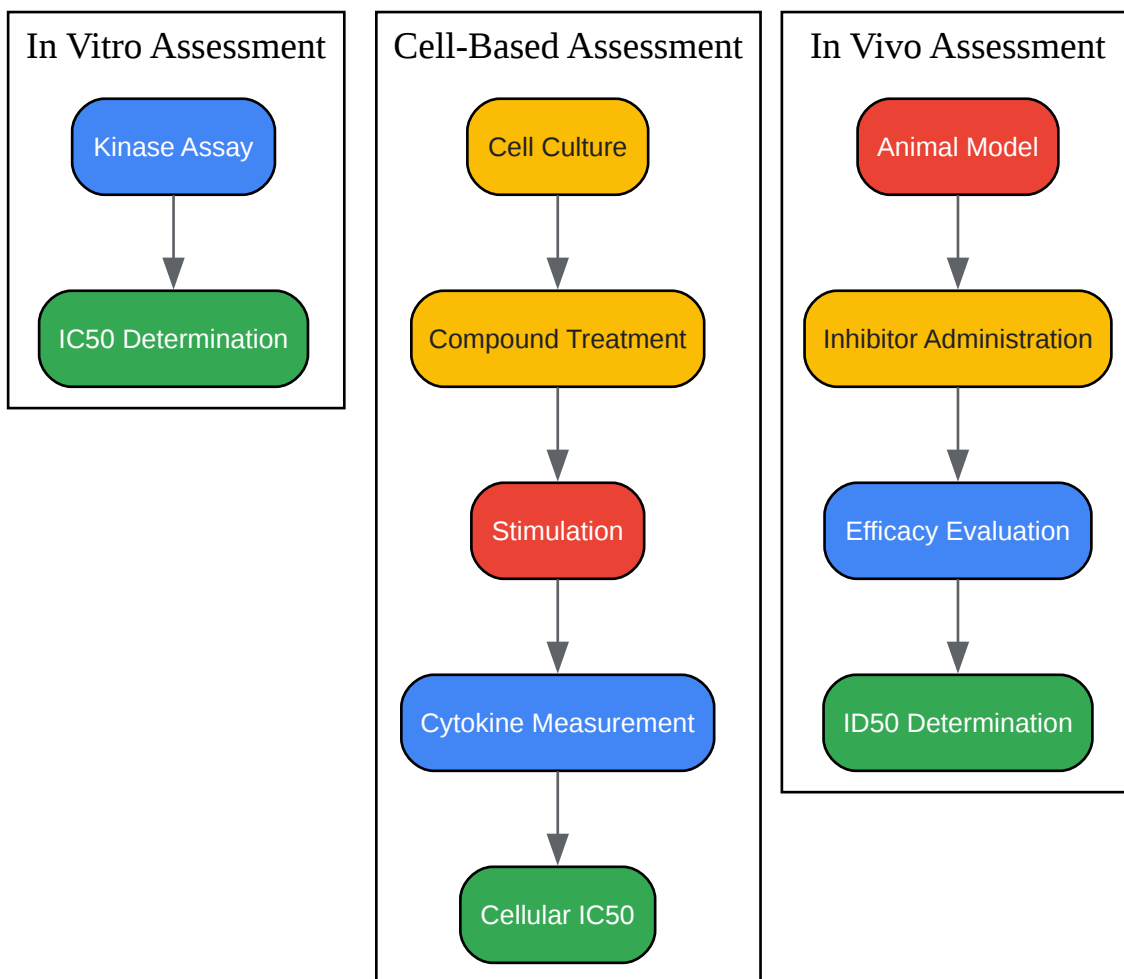 In Vitro Assessment
Kinase Assay
IC50 Determination
Cell-Based Assessment
Cell Culture
Compound Treatment
Stimulation
Cytokine Measurement
Cellular IC50
In Vivo Assessment
Animal Model
Inhibitor Administration
Efficacy Evaluation
ID50 Determination